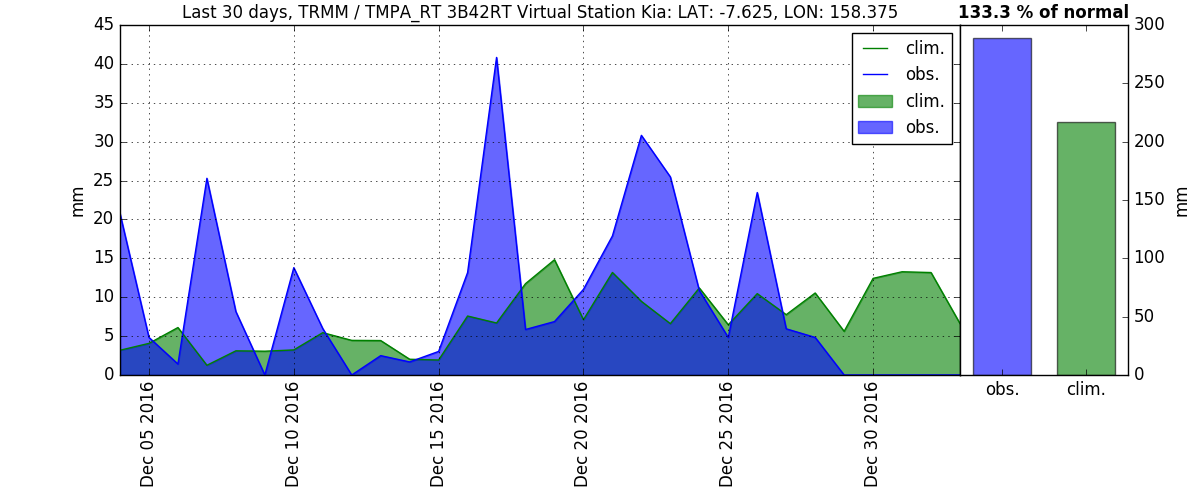 Last 30 days, TRMM / TMPA_RT 3B42RT Virtual Station Kia: LAT: -7.625, LON: 158.375
133.3 % of normal
45
40
35
30
25
20
15
10
5
0
mm
clim.
obs.
clim.
obs.
300
250
200
150
100
50
0
mm
obs.
clim.
Dec 05 2016
Dec 10 2016
Dec 15 2016
Dec 20 2016
Dec 25 2016
Dec 30 2016